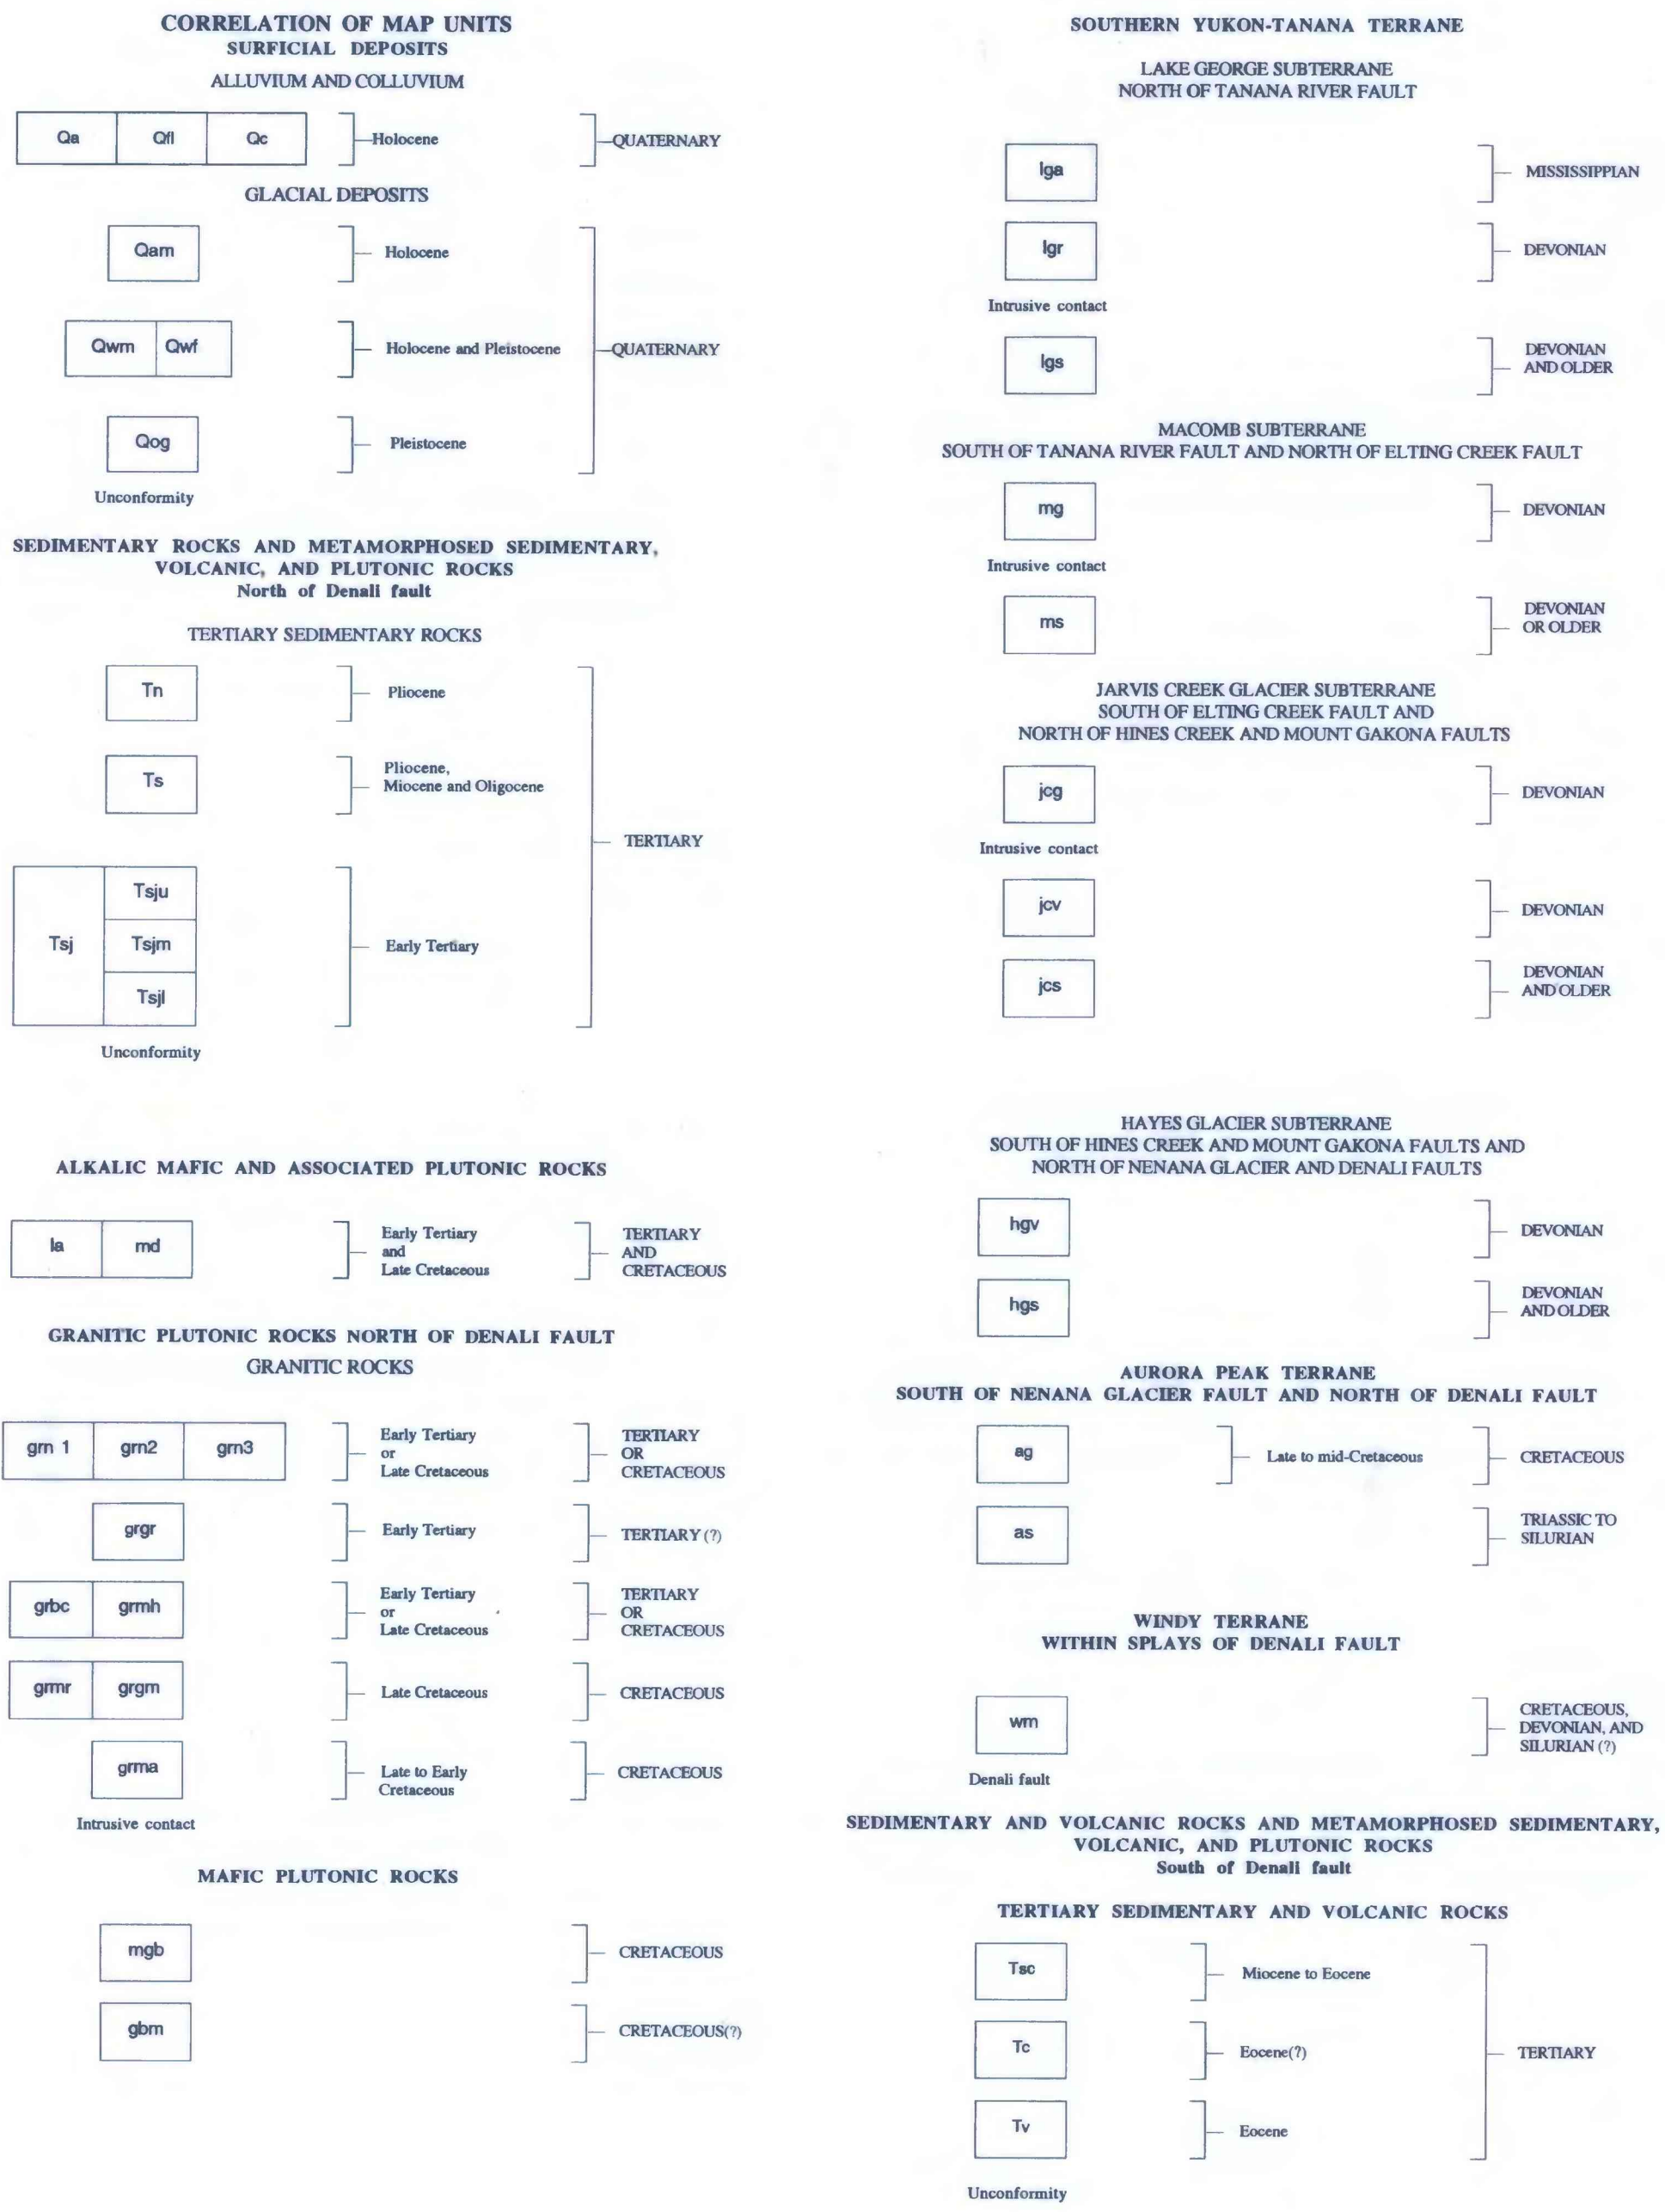 CORRELATION OF MAP UNITS
SURFICIAL DEPOSITS
ALLUVIUM AND COLLUVIUM
Qa Qfl Qc Holocene QUATERNARY
GLACIAL DEPOSITS
Qam Holocene
Qwm Qwf Holocene and Pleistocene QUATERNARY
Qog Pleistocene
Unconformity
SEDIMENTARY ROCKS AND METAMORPHOSED SEDIMENTARY,
VOLCANIC, AND PLUTONIC ROCKS
North of Denali fault
TERTIARY SEDIMENTARY ROCKS
Tn Pliocene
Ts Pliocene,
Miocene and Oligocene
TERTIARY
Tsju
Tsj Tsjm Early Tertiary
Tsjl
Unconformity
ALKALIC MAFIC AND ASSOCIATED PLUTONIC ROCKS
la md Early Tertiary
and
Late Cretaceous
TERTIARY
AND
CRETACEOUS
GRANITIC PLUTONIC ROCKS NORTH OF DENALI FAULT
GRANITIC ROCKS
grn 1 grn2 grn3 Early Tertiary
or
Late Cretaceous
TERTIARY
OR
CRETACEOUS
grgr Early Tertiary TERTIARY (?)
grbc grmh Early Tertiary
or
Late Cretaceous
TERTIARY
OR
CRETACEOUS
grmr grgm Late Cretaceous CRETACEOUS
grma Late to Early
Cretaceous
CRETACEOUS
Intrusive contact
MAFIC PLUTONIC ROCKS
mgb CRETACEOUS
gbm CRETACEOUS(?)
SOUTHERN YUKON-TANANA TERRANE
LAKE GEORGE SUBTERRANE
NORTH OF TANANA RIVER FAULT
lga MISSISSIPPIAN
lgr DEVONIAN
Intrusive contact
lgs DEVONIAN
AND OLDER
MACOMB SUBTERRANE
SOUTH OF TANANA RIVER FAULT AND NORTH OF ELTING CREEK FAULT
mg DEVONIAN
Intrusive contact
ms DEVONIAN
OR OLDER
JARVIS CREEK GLACIER SUBTERRANE
SOUTH OF ELTING CREEK FAULT AND
NORTH OF HINES CREEK AND MOUNT GAKONA FAULTS
jcg DEVONIAN
Intrusive contact
jcv DEVONIAN
jcs DEVONIAN
AND OLDER
HAYES GLACIER SUBTERRANE
SOUTH OF HINES CREEK AND MOUNT GAKONA FAULTS AND
NORTH OF NENANA GLACIER AND DENALI FAULTS
hgv DEVONIAN
hgs DEVONIAN
AND OLDER
AURORA PEAK TERRANE
SOUTH OF NENANA GLACIER FAULT AND NORTH OF DENALI FAULT
ag Late to mid-Cretaceous CRETACEOUS
as TRIASSIC TO
SILURIAN
WINDY TERRANE
WITHIN SPLAYS OF DENALI FAULT
wm CRETACEOUS,
DEVONIAN, AND
SILURIAN (?)
Denali fault
SEDIMENTARY AND VOLCANIC ROCKS AND METAMORPHOSED SEDIMENTARY,
VOLCANIC, AND PLUTONIC ROCKS
South of Denali fault
TERTIARY SEDIMENTARY AND VOLCANIC ROCKS
Tsc Miocene to Eocene
Tc Eocene(?) TERTIARY
Tv Eocene
Unconformity